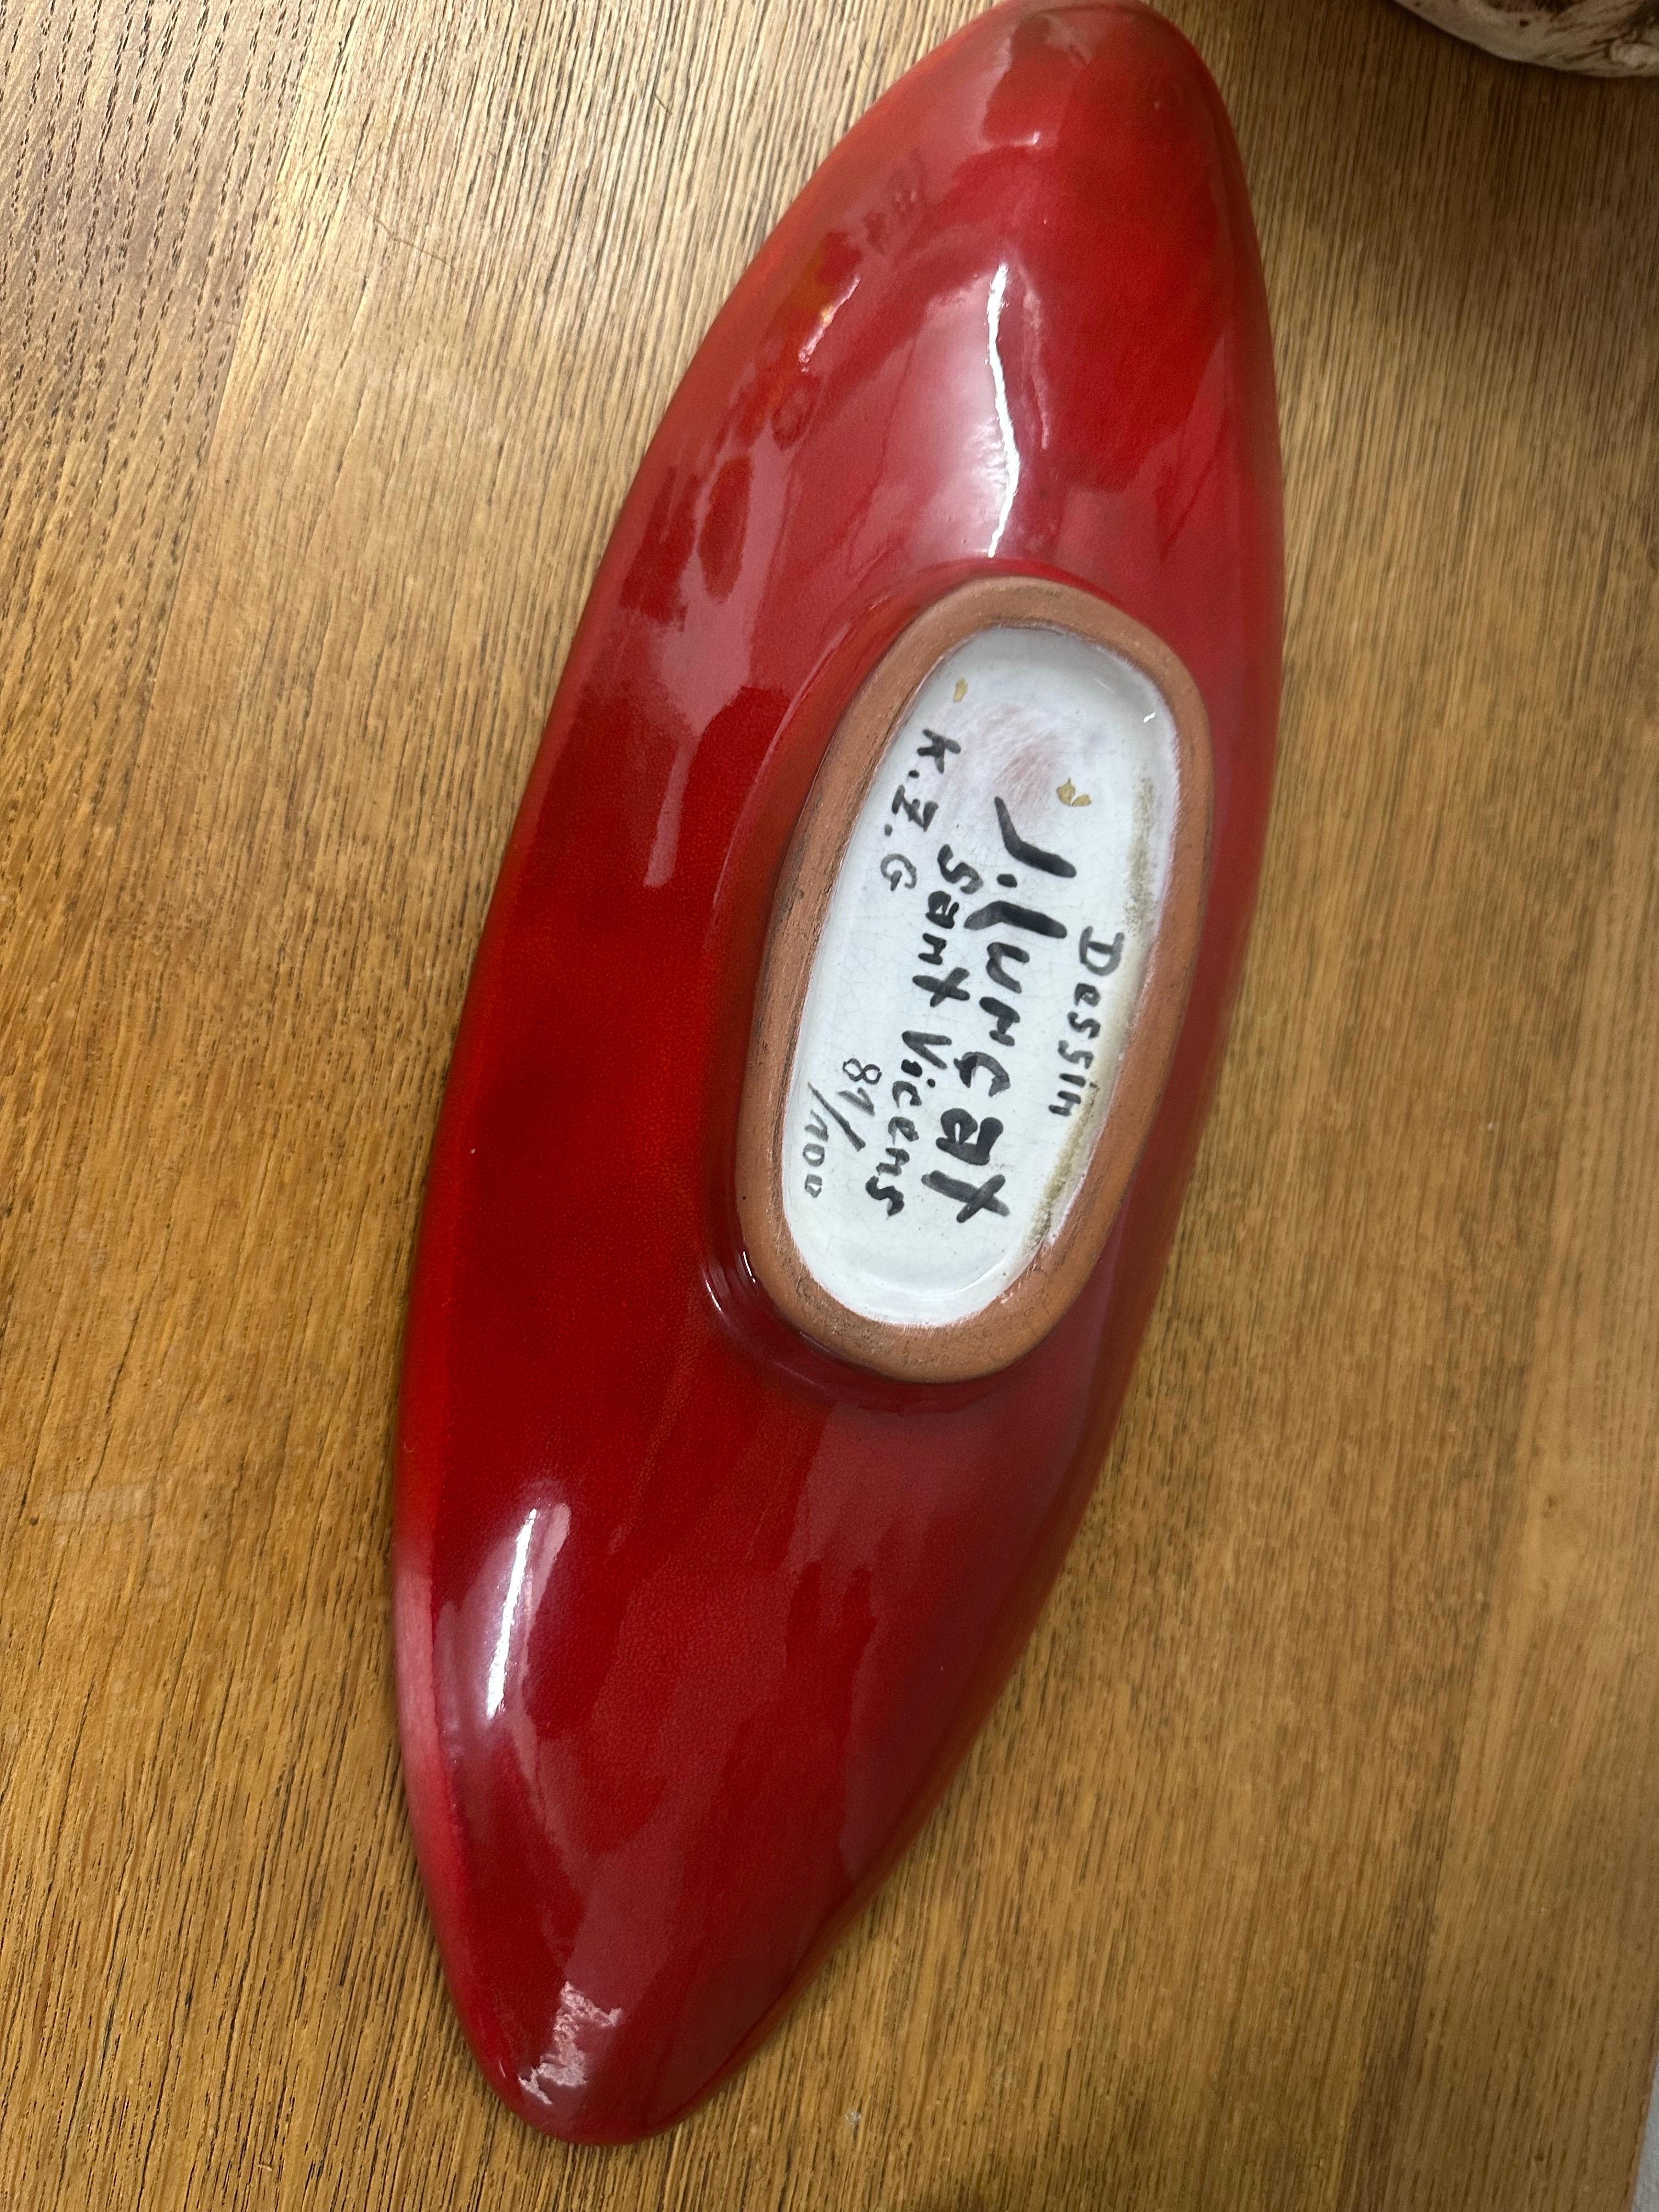 Dessin
J. Lurçat
Sant Vicens
K.Z.G 81/100